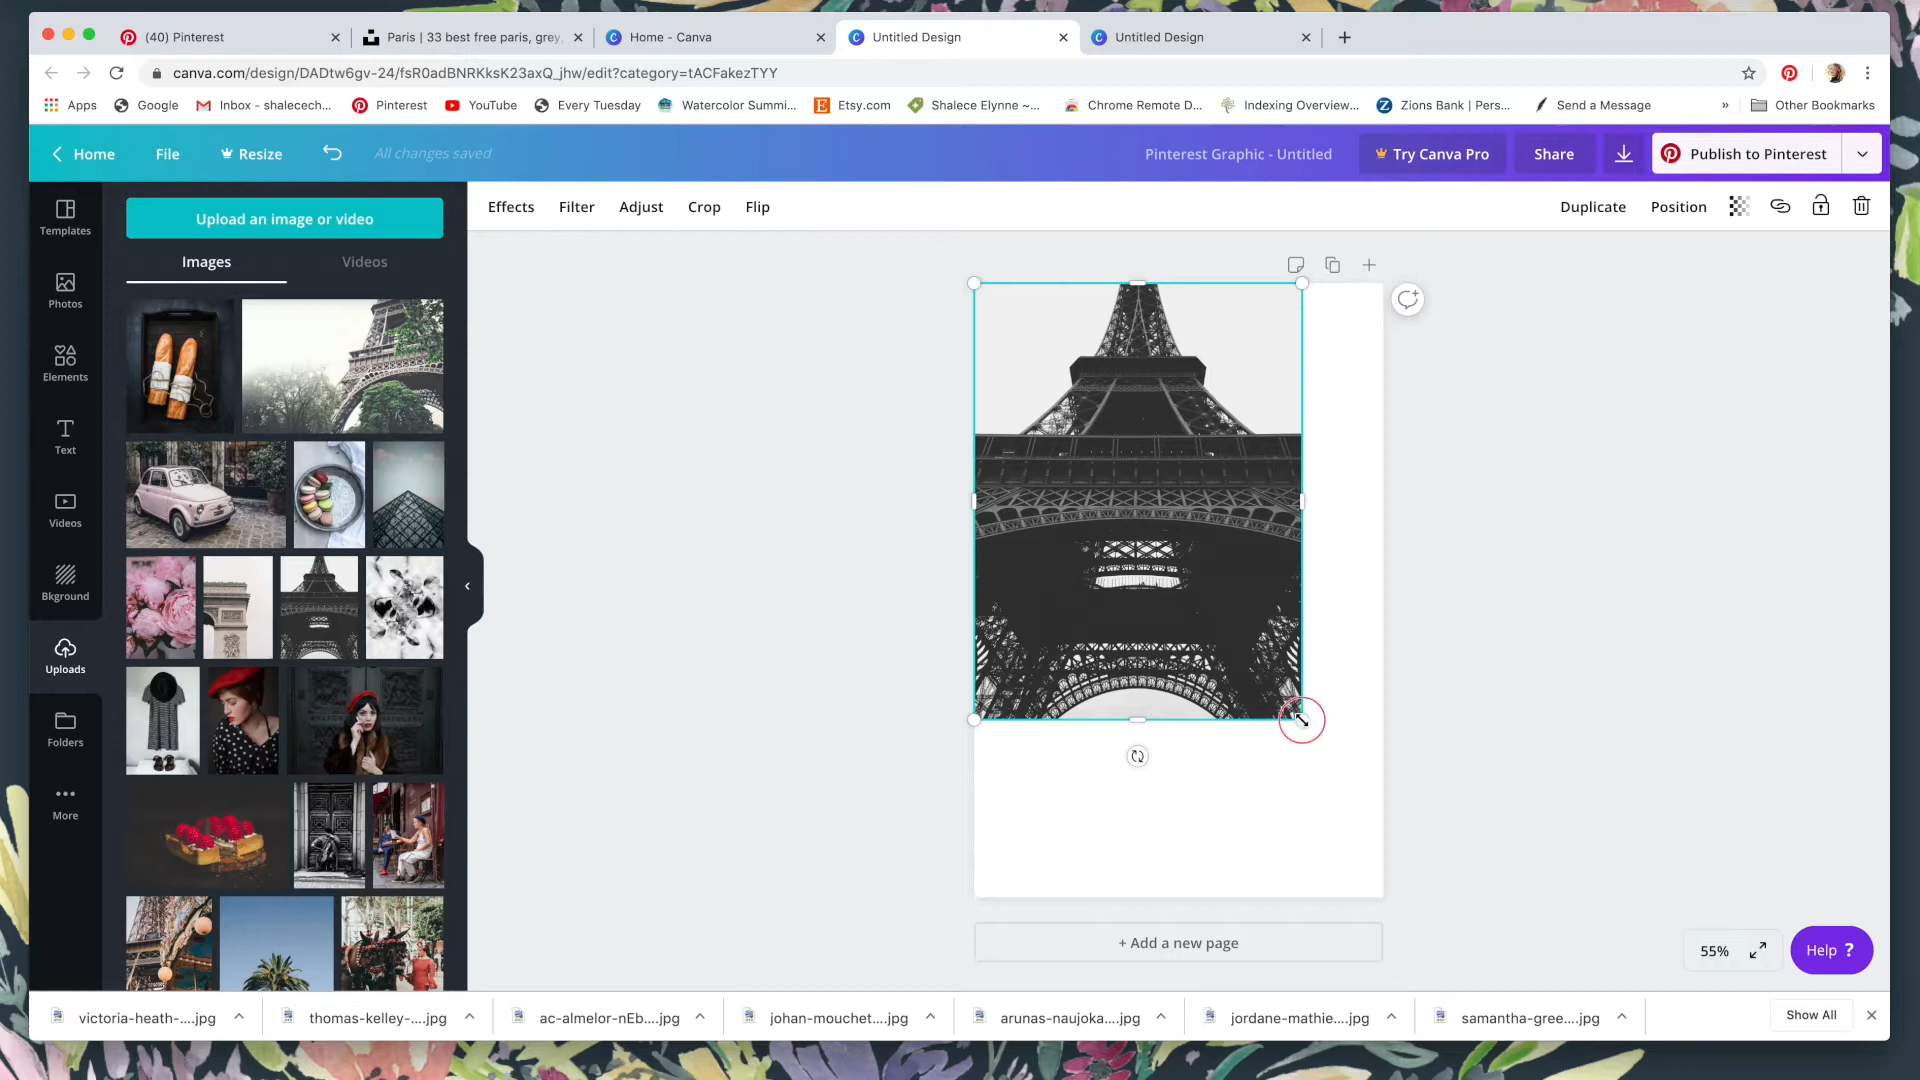 (40) Pinterest
Paris | 33 best free paris, grey,
Home - Canva
Untitled Design
Untitled Design
canva.com/design/DADtw6gv-24/fsR0adBNRKksK23axQ_jhw/edit?category=tACFakezTYY
Apps
Google
Inbox - shalecech...
Pinterest
YouTube
Every Tuesday
Watercolor Summi...
Etsy.com
Shalece Elynne ~...
Chrome Remote D...
Indexing Overview...
Zions Bank | Pers...
Send a Message
»
Other Bookmarks
Home
File
Resize
All changes saved
Pinterest Graphic - Untitled
Try Canva Pro
Share
Publish to Pinterest
Templates
Photos
Elements
Text
Videos
Bkground
Uploads
Folders
More
Upload an image or video
Images
Videos
Effects
Filter
Adjust
Crop
Flip
Duplicate
Position
+ Add a new page
55%
Help ?
victoria-heath-....jpg
thomas-kelley-....jpg
ac-almelor-nEb....jpg
johan-mouchet....jpg
arunas-naujoka....jpg
jordane-mathie....jpg
samantha-gree....jpg
Show All